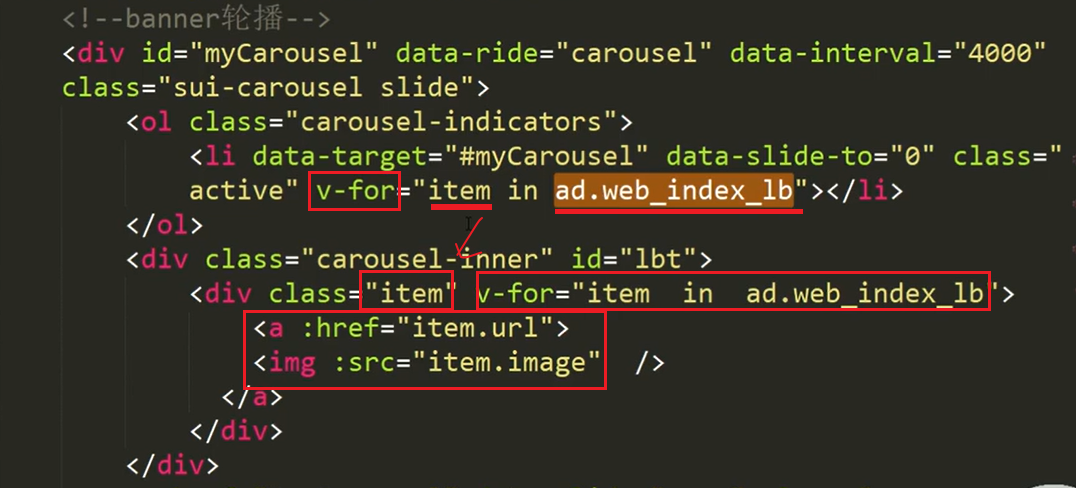 <!--banner轮播-->
<div id="myCarousel" data-ride="carousel" data-interval="4000"
class="sui-carousel slide">
<ol class="carousel-indicators">
<li data-target="#myCarousel" data-slide-to="0" class="
active" v-for="item in ad.web_index_lb"></li>
</ol>
<div class="carousel-inner" id="lbt">
<div class="item" v-for="item  in  ad.web_index_lb">
<a :href="item.url">
<img :src="item.image"  />
</a>
</div>
</div>